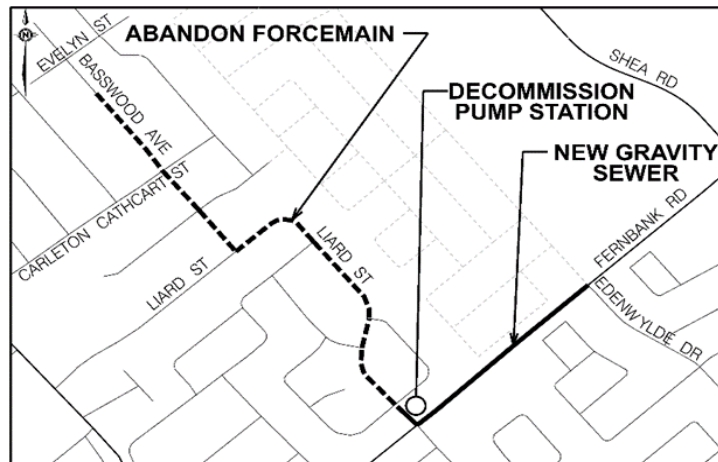 N
EVELYN ST
ABANDON FORCEMAIN
SHEA RD
BASSWOOD AVE
DECOMMISSION
PUMP STATION
NEW GRAVITY
SEWER
CARLETON CATHCART ST
LIARD ST
LIARD ST
FERNBANK RD
EDENWYLDE DR